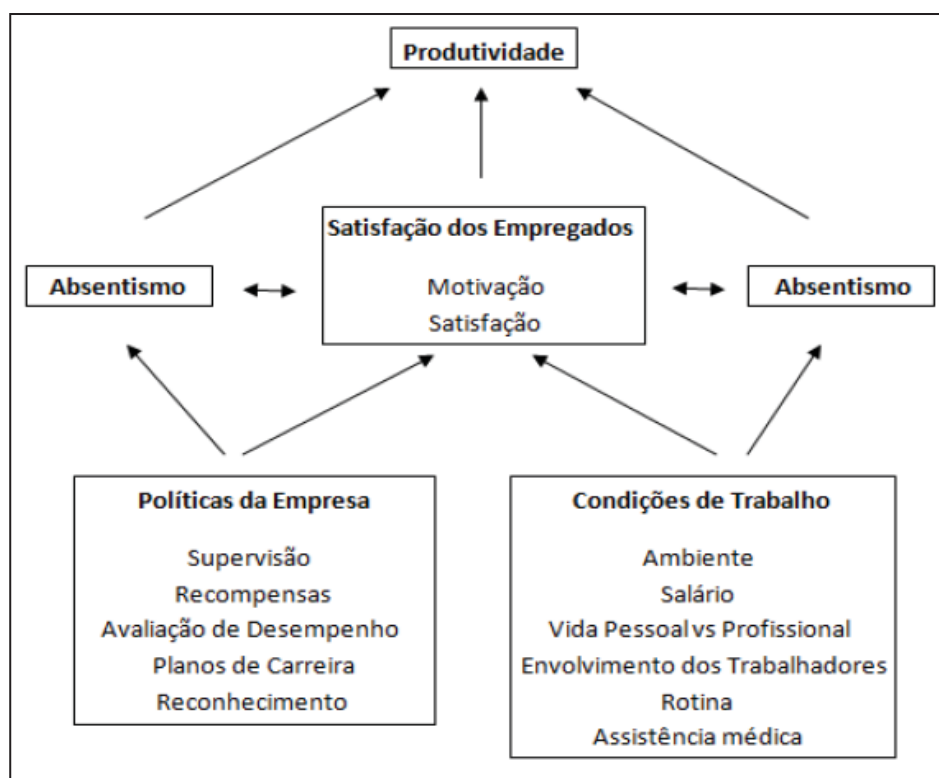 Produtividade
Satisfação dos Empregados
Motivação
Satisfação
Absentismo
Absentismo
Políticas da Empresa
Supervisão
Recompensas
Avaliação de Desempenho
Planos de Carreira
Reconhecimento
Condições de Trabalho
Ambiente
Salário
Vida Pessoal vs Profissional
Envolvimento dos Trabalhadores
Rotina
Assistência médica